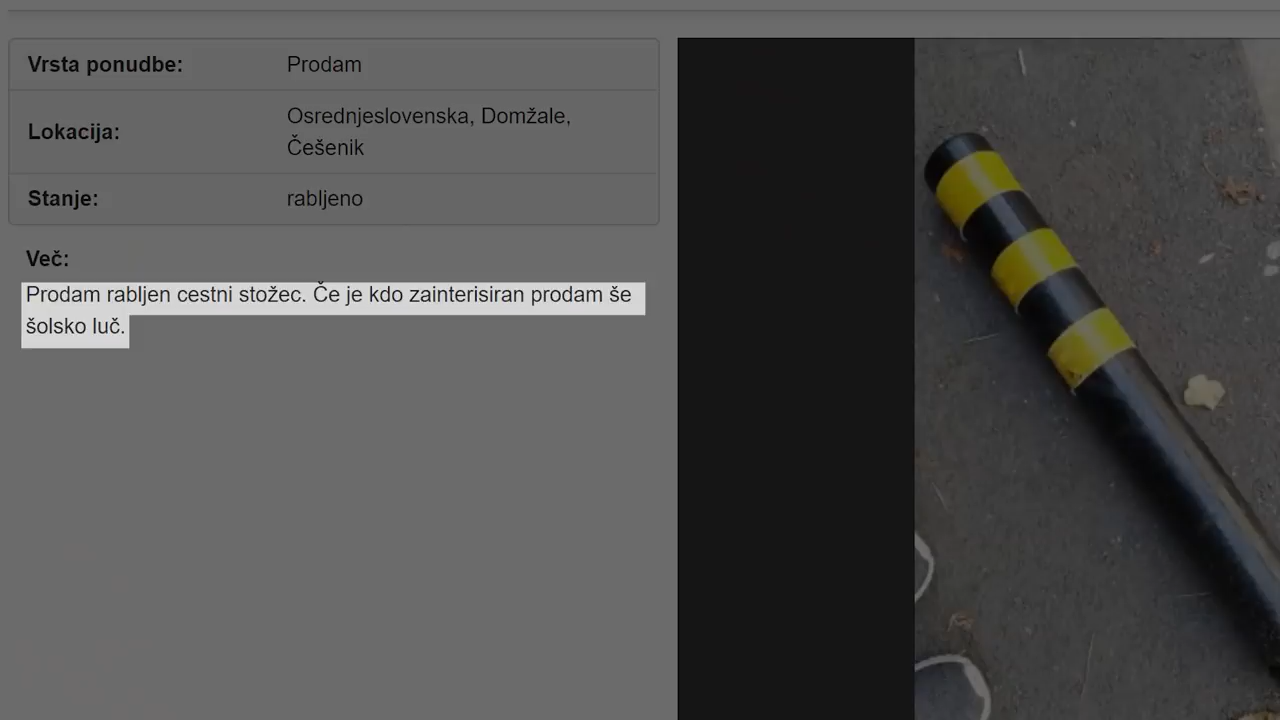 Vrsta ponudbe: Prodam
Lokacija: Osrednjeslovenska, Domžale,
Češenik
Stanje: rabljeno
Več:
Prodam rabljen cestni stožec. Če je kdo zainterisiran prodam še
šolsko luč.